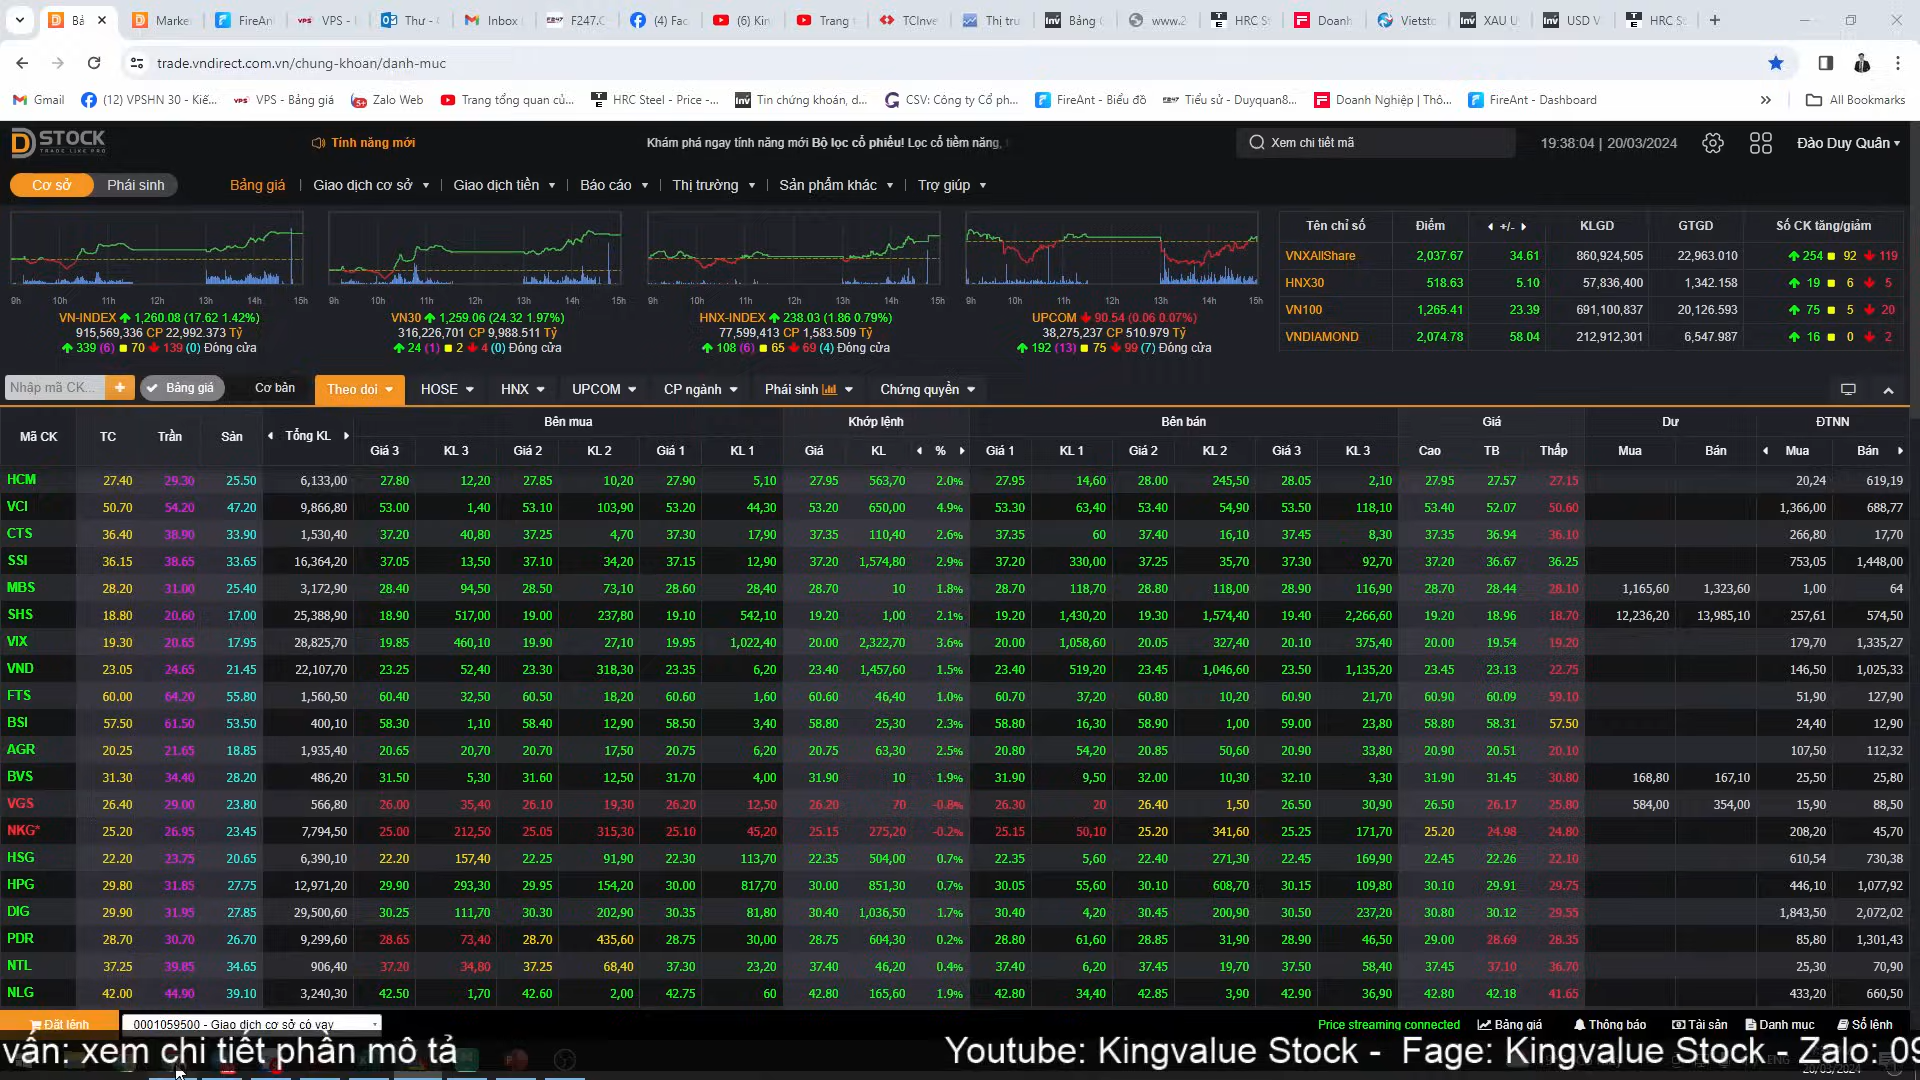 Bả
Marke
FireAnt
VPS -
Thư -
Inbox
F247.C
(4) Fac
(6) Kin
Trang t
TCInve
Thị trư
Bảng
www.2
HRC St
Doanh
Vietsto
XAU U
USD V
HRC St
trade.vndirect.com.vn/chung-khoan/danh-muc
Gmail
(12) VPSHN 30 - Kiế...
VPS - Bảng giá
Zalo Web
Trang tổng quan củ...
HRC Steel - Price -...
Tin chứng khoán, d...
CSV: Công ty Cổ ph...
FireAnt - Biểu đồ
Tiểu sử - Duyquan8...
Doanh Nghiệp | Thô...
FireAnt - Dashboard
All Bookmarks
DSTOCK
TRADE LIKE PRO
Tính năng mới
Khám phá ngay tính năng mới Bộ lọc cổ phiếu! Lọc cổ tiềm năng,
Xem chi tiết mã
19:38:04 | 20/03/2024
Đào Duy Quân
Cơ sở Phái sinh Bảng giá Giao dịch cơ sở Giao dịch tiền Báo cáo Thị trường Sản phẩm khác Trợ giúp
9h 10h 11h 12h 13h 14h 15h
VN-INDEX 1,260.08 (17.62 1.42%)
915,569,336 CP 22,992.373 Tỷ
339 (6) 70 139 (0) Đóng cửa
9h 10h 11h 12h 13h 14h 15h
VN30 1,259.06 (24.32 1.97%)
316,226,701 CP 9,988.511 Tỷ
24 (1) 2 4 (0) Đóng cửa
9h 10h 11h 12h 13h 14h 15h
HNX-INDEX 238.03 (1.86 0.79%)
77,599,413 CP 1,583.509 Tỷ
108 (6) 65 69 (4) Đóng cửa
9h 10h 11h 12h 13h 14h 15h
UPCOM 90.54 (0.06 0.07%)
38,275,237 CP 510.979 Tỷ
192 (13) 75 99 (7) Đóng cửa
Tên chỉ số Điểm +/- KLGD GTGD Số CK tăng/giảm
VNXAllShare 2,037.67 34.61 860,924,505 22,963.010 254 92 119
HNX30 518.63 5.10 57,836,400 1,342.158 19 6 5
VN100 1,265.41 23.39 691,100,837 20,126.593 75 5 20
VNDIAMOND 2,074.78 58.04 212,912,301 6,547.987 16 0 2
Nhập mã CK... + Bảng giá Cơ bản Theo doi HOSE HNX UPCOM CP ngành Phái sinh Chứng quyền
Mã CK TC Trần Sàn Tổng KL Bên mua Khớp lệnh Bên bán Giá Dư ĐTNN
Giá 3 KL 3 Giá 2 KL 2 Giá 1 KL 1 Giá KL % Giá 1 KL 1 Giá 2 KL 2 Giá 3 KL 3 Cao TB Thấp Mua Bán Mua Bán
HCM 27.40 29.30 25.50 6,133,00 27.80 12,20 27.85 10,20 27.90 5,10 27.95 563,70 2.0% 27.95 14,60 28.00 245,50 28.05 2,10 27.95 27.57 27.15 20,24 619,19
VCI 50.70 54.20 47.20 9,866,80 53.00 1,40 53.10 103,90 53.20 44,30 53.20 650,00 4.9% 53.30 63,40 53.40 54,90 53.50 118,10 53.40 52.07 50.60 1,366,00 688,77
CTS 36.40 38.90 33.90 1,530,40 37.20 40,80 37.25 4,70 37.30 17,90 37.35 110,40 2.6% 37.35 60 37.40 16,10 37.45 8,30 37.35 36.94 36.10 266,80 17,70
SSI 36.15 38.65 33.65 16,364,20 37.05 13,50 37.10 34,20 37.15 12,90 37.20 1,574,80 2.9% 37.20 330,00 37.25 35,70 37.30 92,70 37.20 36.67 36.25 753,05 1,448,00
MBS 28.20 31.00 25.40 3,172,90 28.40 94,50 28.50 73,10 28.60 28,40 28.70 10 1.8% 28.70 118,70 28.80 118,00 28.90 116,90 28.70 28.44 28.10 1,165,60 1,323,60 1,00 64
SHS 18.80 20.60 17.00 25,388,90 18.90 517,00 19.00 237,80 19.10 542,10 19.20 1,00 2.1% 19.20 1,430,20 19.30 1,574,40 19.40 2,266,60 19.20 18.96 18.70 12,236,20 13,985,10 257,61 574,50
VIX 19.30 20.65 17.95 28,825,70 19.85 460,10 19.90 27,10 19.95 1,022,40 20.00 2,322,70 3.6% 20.00 1,058,60 20.05 327,40 20.10 375,40 20.00 19.54 19.20 179,70 1,335,27
VND 23.05 24.65 21.45 22,107,70 23.25 52,40 23.30 318,30 23.35 6,20 23.40 1,457,60 1.5% 23.40 519,20 23.45 1,046,60 23.50 1,135,20 23.45 23.13 22.75 146,50 1,025,33
FTS 60.00 64.20 55.80 1,560,50 60.40 32,50 60.50 18,20 60.60 1,60 60.60 46,40 1.0% 60.70 37,20 60.80 10,20 60.90 21,70 60.90 60.09 59.10 51,90 127,90
BSI 57.50 61.50 53.50 400,10 58.30 1,10 58.40 12,90 58.50 3,40 58.80 25,30 2.3% 58.80 16,30 58.90 1,00 59.00 23,80 58.80 58.31 57.50 24,40 12,90
AGR 20.25 21.65 18.85 1,935,40 20.65 20,70 20.70 17,50 20.75 6,20 20.75 63,30 2.5% 20.80 54,20 20.85 50,60 20.90 33,80 20.90 20.51 20.10 107,50 112,32
BVS 31.30 34.40 28.20 486,20 31.50 5,30 31.60 12,50 31.70 4,00 31.90 10 1.9% 31.90 9,50 32.00 10,30 32.10 3,30 31.90 31.45 30.80 168,80 167,10 25,50 25,80
VGS 26.40 29.00 23.80 566,80 26.00 35,40 26.10 19,30 26.20 12,50 26.20 70 -0.8% 26.30 20 26.40 1,50 26.50 30,90 26.50 26.17 25.80 584,00 354,00 15,90 88,50
NKG* 25.20 26.95 23.45 7,794,50 25.00 212,50 25.05 315,30 25.10 45,20 25.15 275,20 -0.2% 25.15 50,10 25.20 341,60 25.25 171,70 25.20 24.98 24.80 208,20 45,70
HSG 22.20 23.75 20.65 6,390,10 22.20 157,40 22.25 91,90 22.30 113,70 22.35 504,00 0.7% 22.35 5,60 22.40 271,30 22.45 169,90 22.45 22.26 22.10 610,54 730,38
HPG 29.80 31.85 27.75 12,971,20 29.90 293,30 29.95 154,20 30.00 817,70 30.00 851,30 0.7% 30.05 55,60 30.10 608,70 30.15 109,80 30.10 29.91 29.75 446,10 1,077,92
DIG 29.90 31.95 27.85 29,500,60 30.25 111,70 30.30 202,90 30.35 81,80 30.40 1,036,50 1.7% 30.40 4,20 30.45 200,90 30.50 237,20 30.80 30.12 29.55 1,843,50 2,072,02
PDR 28.70 30.70 26.70 9,299,60 28.65 73,40 28.70 435,60 28.75 30,00 28.75 604,30 0.2% 28.80 61,60 28.85 31,90 28.90 46,50 29.00 28.69 28.35 85,80 1,301,43
NTL 37.25 39.85 34.65 906,40 37.20 34,80 37.25 68,40 37.30 23,20 37.40 46,20 0.4% 37.40 6,20 37.45 19,70 37.50 58,40 37.45 37.10 36.70 25,30 70,90
NLG 42.00 44.90 39.10 3,240,30 42.50 1,70 42.60 2,00 42.75 60 42.80 165,60 1.9% 42.80 34,40 42.85 3,90 42.90 36,90 42.80 42.18 41.65 433,20 660,50
Đặt lệnh 0001059500 - Giao dịch cơ sở có vay Price streaming connected Bảng giá Thông báo Tài sản Danh mục Sổ lệnh
vấn: xem chi tiết phần mô tả Youtube: Kingvalue Stock - Fage: Kingvalue Stock - Zalo: 09
20/03/2024